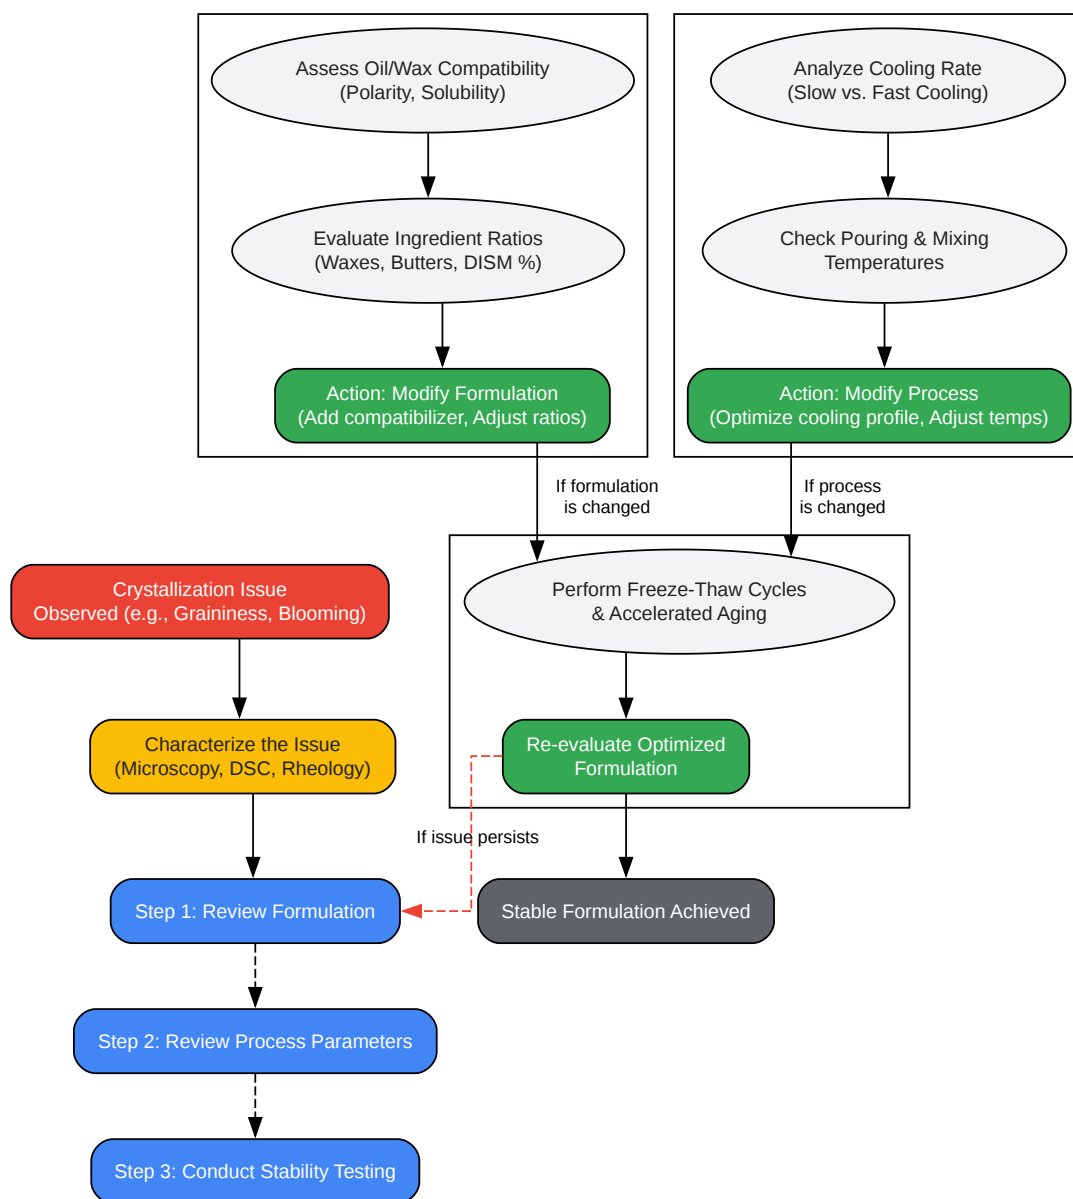 Assess Oil/Wax Compatibility
(Polarity, Solubility)
Evaluate Ingredient Ratios
(Waxes, Butters, DISM %)
Action: Modify Formulation
(Add compatibilizer, Adjust ratios)
Analyze Cooling Rate
(Slow vs. Fast Cooling)
Check Pouring & Mixing
Temperatures
Action: Modify Process
(Optimize cooling profile, Adjust temps)
If formulation
is changed
If process
is changed
Perform Freeze-Thaw Cycles
& Accelerated Aging
Re-evaluate Optimized
Formulation
If issue persists
Stable Formulation Achieved
Crystallization Issue
Observed (e.g., Graininess, Blooming)
Characterize the Issue
(Microscopy, DSC, Rheology)
Step 1: Review Formulation
Step 2: Review Process Parameters
Step 3: Conduct Stability Testing